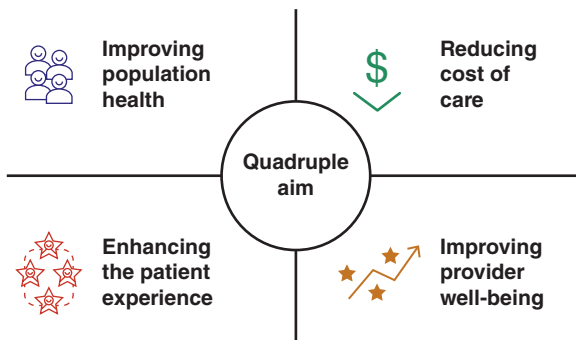 Improving
population
health
$
Reducing
cost of
care
Quadruple
aim
Enhancing
the patient
experience
Improving
provider
well-being